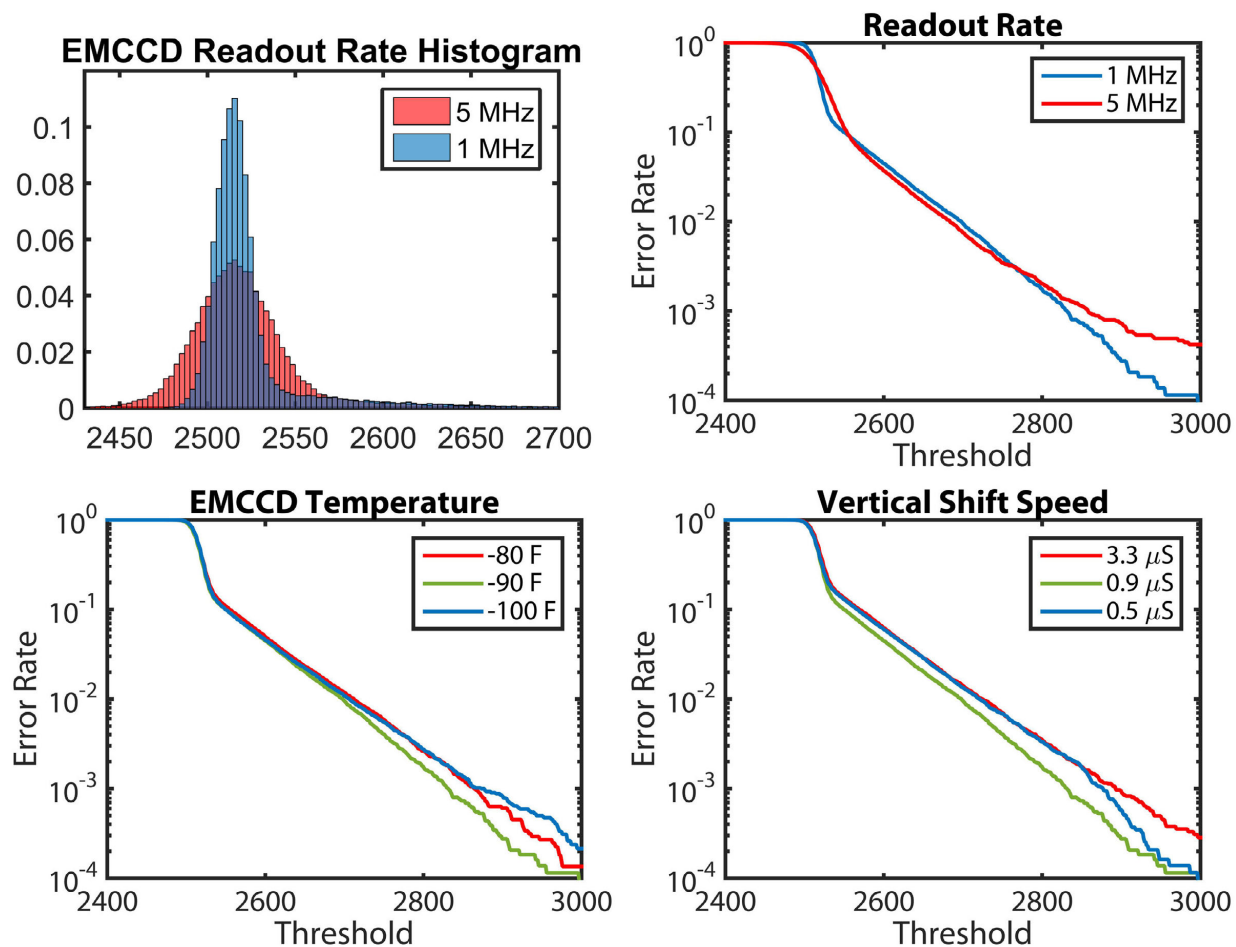 EMCCD Readout Rate Histogram
5 MHz
1 MHz
0.1
0.08
0.06
0.04
0.02
0
2450 2500 2550 2600 2650 2700
Readout Rate
1 MHz
5 MHz
10^0
10^-1
10^-2
10^-3
10^-4
Error Rate
2400 2600 2800 3000
Threshold
EMCCD Temperature
-80 F
-90 F
-100 F
10^0
10^-1
10^-2
10^-3
10^-4
Error Rate
2400 2600 2800 3000
Threshold
Vertical Shift Speed
3.3 μS
0.9 μS
0.5 μS
10^0
10^-1
10^-2
10^-3
10^-4
Error Rate
2400 2600 2800 3000
Threshold